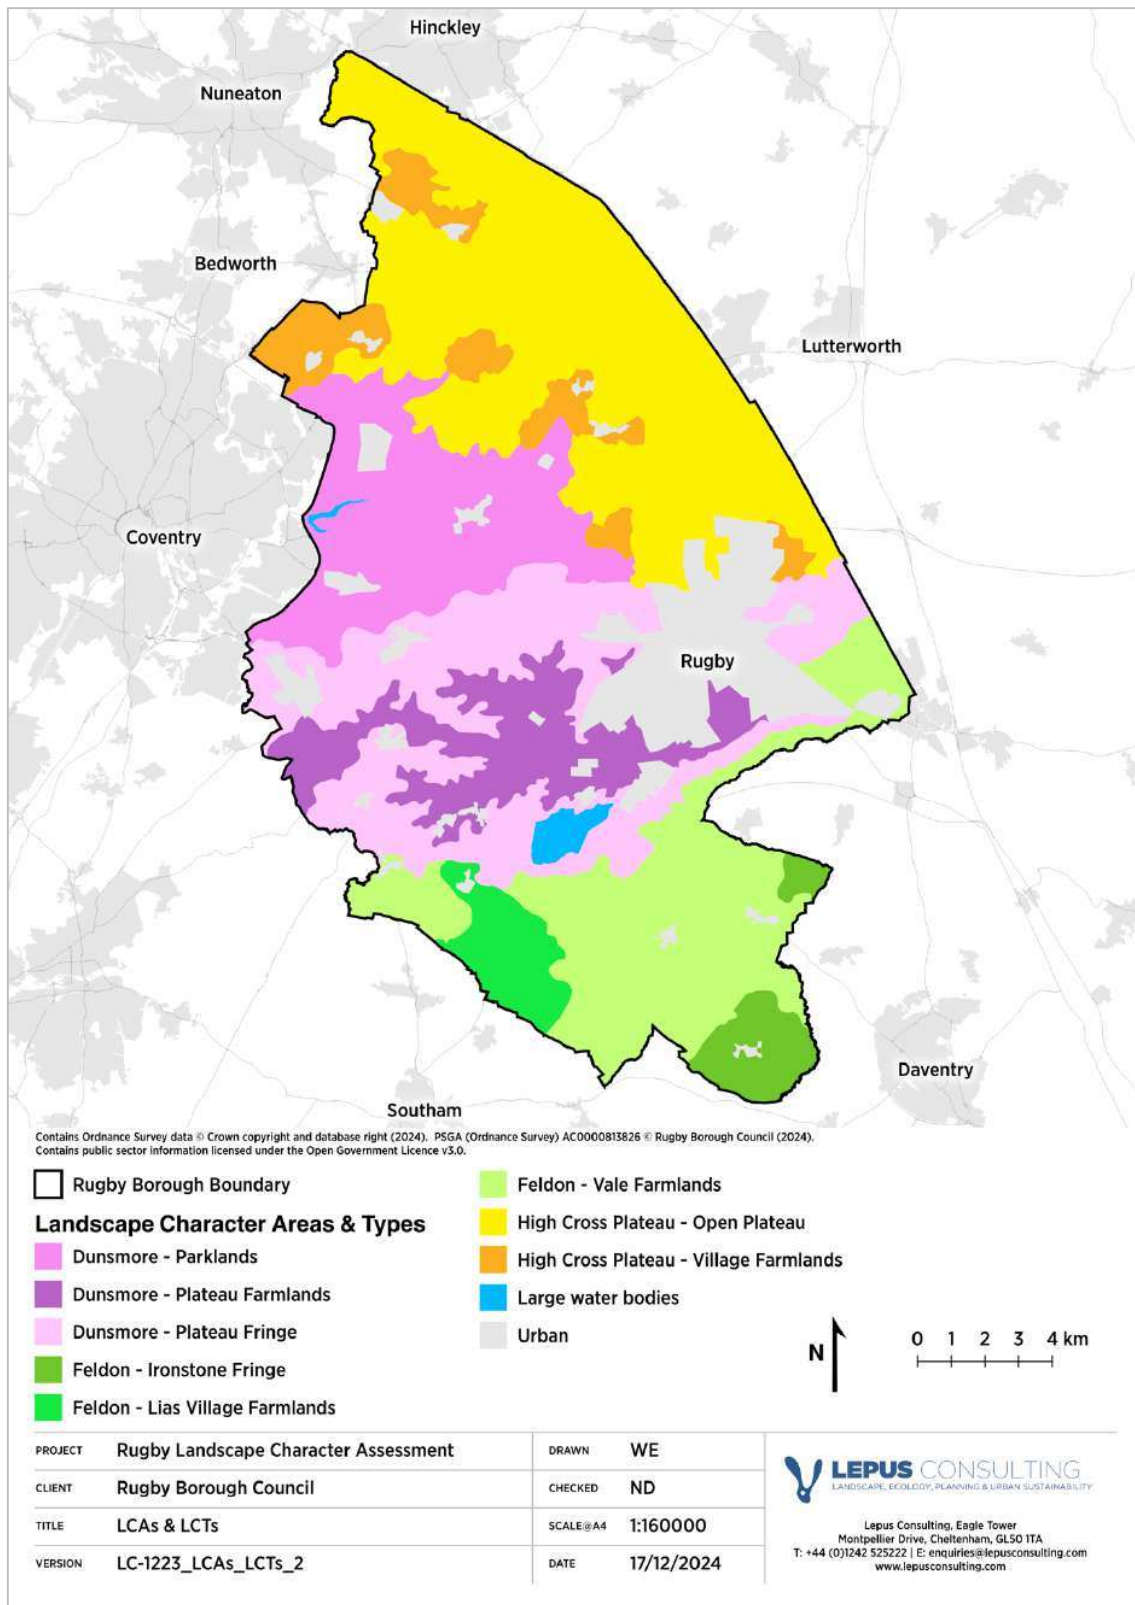 Hinckley
Nuneaton
Bedworth
Lutterworth
Coventry
Rugby
Daventry
Southam
Contains Ordnance Survey data © Crown copyright and database right (2024). PSGA (Ordnance Survey) AC0000813826 © Rugby Borough Council (2024).
Contains public sector information licensed under the Open Government Licence v3.0.
Rugby Borough Boundary
Landscape Character Areas & Types
Dunsmore - Parklands
Dunsmore - Plateau Farmlands
Dunsmore - Plateau Fringe
Feldon - Ironstone Fringe
Feldon - Lias Village Farmlands
Feldon - Vale Farmlands
High Cross Plateau - Open Plateau
High Cross Plateau - Village Farmlands
Large water bodies
Urban
N
0 1 2 3 4 km
PROJECT Rugby Landscape Character Assessment
CLIENT Rugby Borough Council
TITLE LCAs & LCTs
VERSION LC-1223_LCAs_LCTs_2
DRAWN WE
CHECKED ND
SCALE@A4 1:160000
DATE 17/12/2024
LEPUS CONSULTING
LANDSCAPE, ECOLOGY, PLANNING & URBAN SUSTAINABILITY
Lepus Consulting, Eagle Tower
Montpellier Drive, Cheltenham, GL50 1TA
T: +44 (0)1242 525222 | E: enquiries@lepusconsulting.com
www.lepusconsulting.com